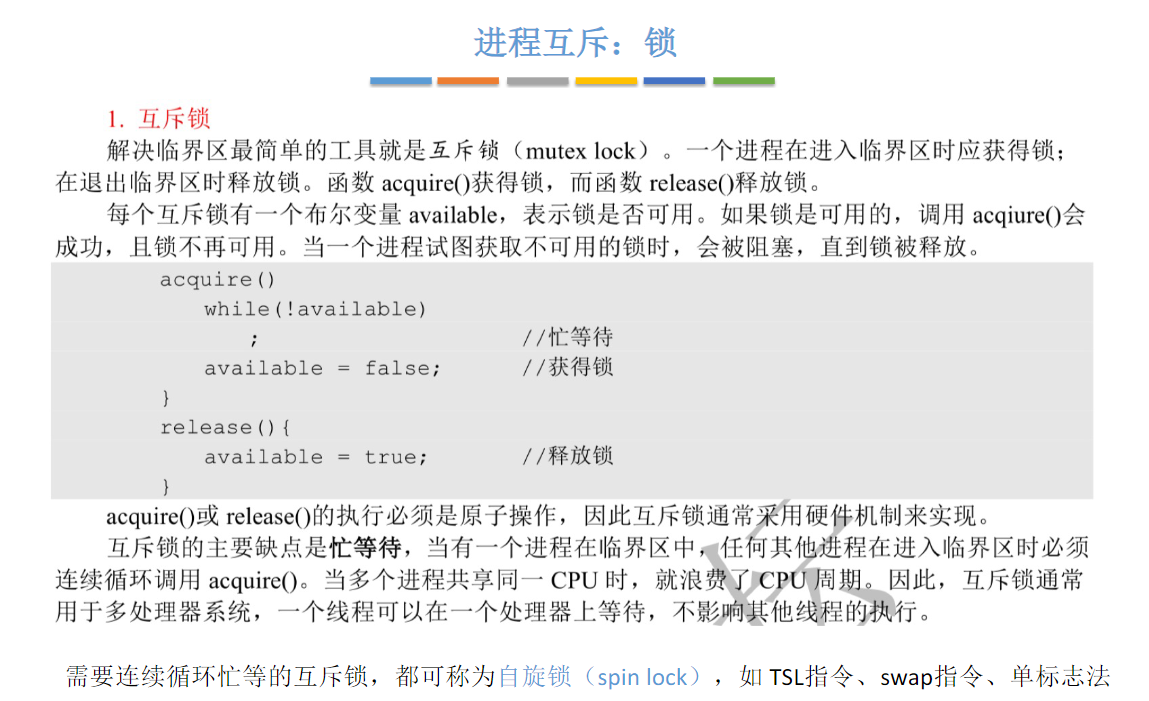 进程互斥：锁
1. 互斥锁
解决临界区最简单的工具就是互斥锁（mutex lock）。一个进程在进入临界区时应获得锁；
在退出临界区时释放锁。函数 acquire()获得锁，而函数 release()释放锁。
每个互斥锁有一个布尔变量 available，表示锁是否可用。如果锁是可用的，调用 acqiure()会
成功，且锁不再可用。当一个进程试图获取不可用的锁时，会被阻塞，直到锁被释放。
acquire()
while(!available)
; //忙等待
available = false; //获得锁
}
release(){
available = true; //释放锁
}
acquire()或 release()的执行必须是原子操作，因此互斥锁通常采用硬件机制来实现。
互斥锁的主要缺点是忙等待，当有一个进程在临界区中，任何其他进程在进入临界区时必须
连续循环调用 acquire()。当多个进程共享同一 CPU 时，就浪费了 CPU 周期。因此，互斥锁通常
用于多处理器系统，一个线程可以在一个处理器上等待，不影响其他线程的执行。
需要连续循环忙等的互斥锁，都可称为自旋锁（spin lock），如 TSL指令、swap指令、单标志法